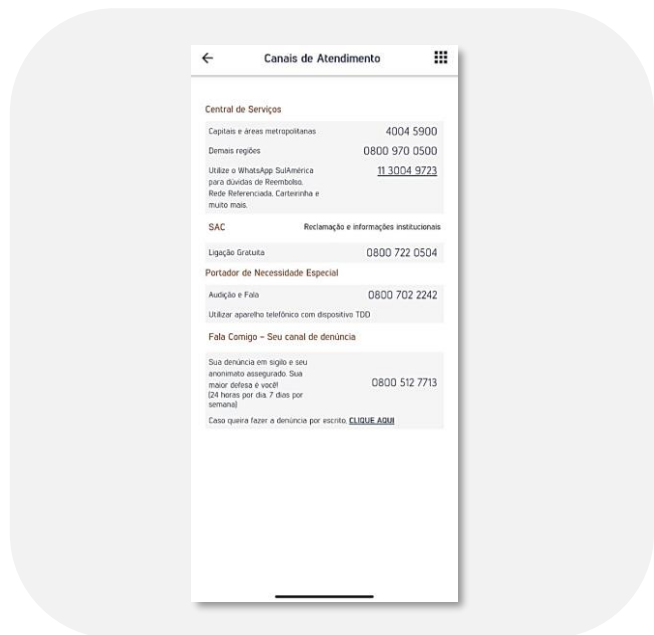 Canais de Atendimento
Central de Serviços
Capitais e áreas metropolitanas 4004 5900
Demais regiões 0800 970 0500
Utilize o WhatsApp SulAmérica 11 3004 9723
para dúvidas de Reembolso,
Rede Referenciada, Carteirinha e
muito mais.
SAC Reclamação e informações institucionais
Ligação Gratuita 0800 722 0504
Portador de Necessidade Especial
Audição e Fala 0800 702 2242
Utilizar aparelho telefônico com dispositivo TDD
Fala Comigo – Seu canal de denúncia
Sua denúncia em sigilo e seu
anonimato assegurado. Sua
maior defesa é você!
(24 horas por dia, 7 dias por
semana)
0800 512 7713
Caso queira fazer a denúncia por escrito, CLIQUE AQUI